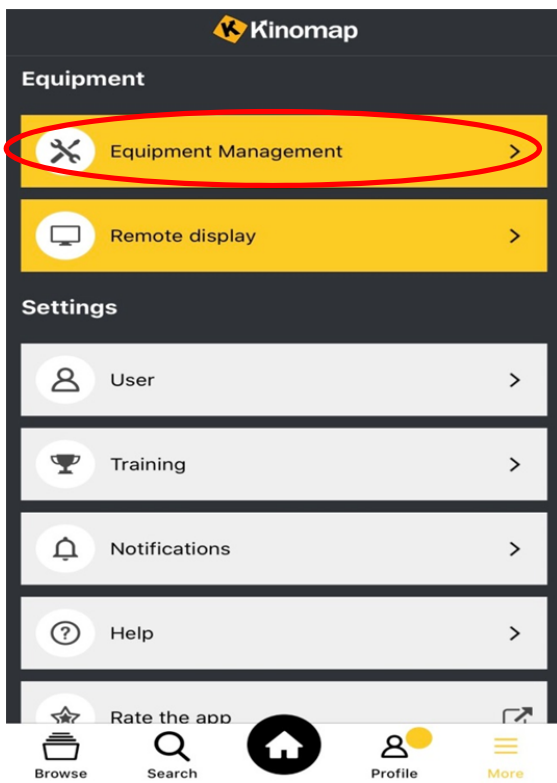 Kinomap
Equipment
Equipment Management
Remote display
Settings
User
Training
Notifications
Help
Rate the app
Browse
Search
Profile
More